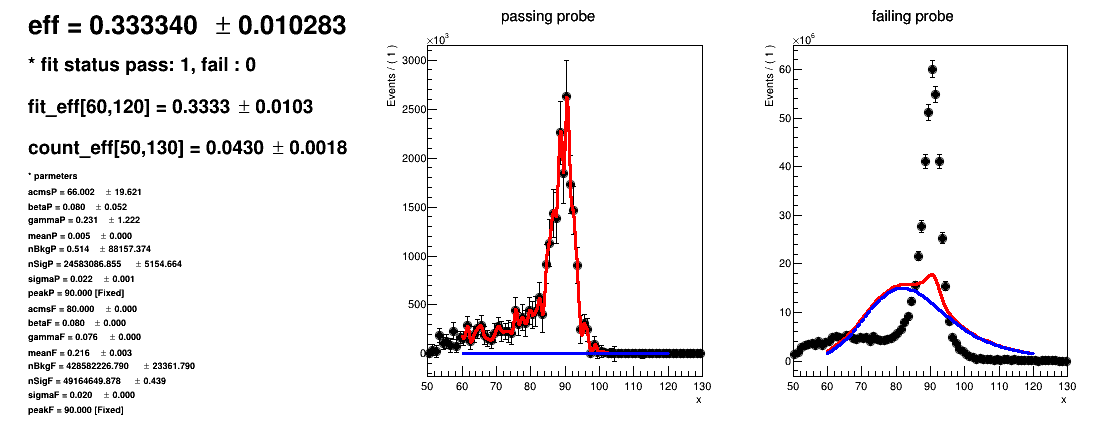 eff = 0.333340 ± 0.010283
* fit status pass: 1, fail : 0
fit_eff[60,120] = 0.3333 ± 0.0103
count_eff[50,130] = 0.0430 ± 0.0018
* parmeters
acmsP = 66.002 ± 19.621
betaP = 0.080 ± 0.052
gammaP = 0.231 ± 1.222
meanP = 0.005 ± 0.000
nBkgP = 0.514 ± 88157.374
nSigP = 24583086.855 ± 5154.664
sigmaP = 0.022 ± 0.001
peakP = 90.000 [Fixed]
acmsF = 80.000 ± 0.000
betaF = 0.080 ± 0.000
gammaF = 0.076 ± 0.000
meanF = 0.216 ± 0.003
nBkgF = 428582226.790 ± 23361.790
nSigF = 49164649.878 ± 0.439
sigmaF = 0.020 ± 0.000
peakF = 90.000 [Fixed]
passing probe
×10³
Events / ( 1 )
3000
2500
2000
1500
1000
500
0
50 60 70 80 90 100 110 120 130
x
failing probe
×10⁶
Events / ( 1 )
60
50
40
30
20
10
0
50 60 70 80 90 100 110 120 130
x